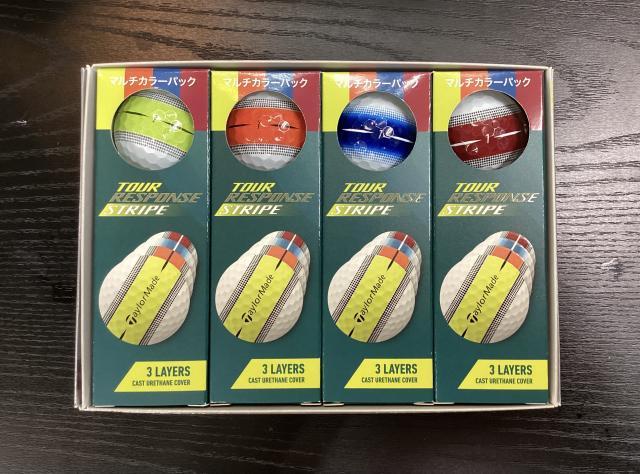 マルチカラーパック
TOUR
RESPONSE
STRIPE
TaylorMade
3 LAYERS
CAST URETHANE COVER
マルチカラーパック
TOUR
RESPONSE
STRIPE
TaylorMade
3 LAYERS
CAST URETHANE COVER
マルチカラーパック
TOUR
RESPONSE
STRIPE
TaylorMade
3 LAYERS
CAST URETHANE COVER
マルチカラーパック
TOUR
RESPONSE
STRIPE
TaylorMade
3 LAYERS
CAST URETHANE COVER